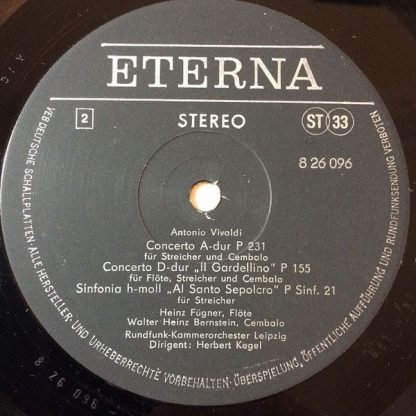 ETERNA
2
STEREO
ST 33
8 26 096
Antonio Vivaldi
Concerto A-dur P 231
für Streicher und Cembalo
Concerto D-dur „Il Gardellino" P 155
für Flöte, Streicher und Cembalo
Sinfonia h-moll „Al Santo Sepolcro" P Sinf. 21
für Streicher
Heinz Fügner, Flöte
Walter Heinz Bernstein, Cembalo
Rundfunk-Kammerorchester Leipzig
Dirigent: Herbert Kegel
VEB DEUTSCHE SCHALLPLATTEN · ALLE HERSTELLER- UND URHEBERRECHTE VORBEHALTEN · ÜBERSPIELUNG, ÖFFENTLICHE AUFFÜHRUNG UND RUNDFUNKSENDUNG VERBOTEN
8 26 096